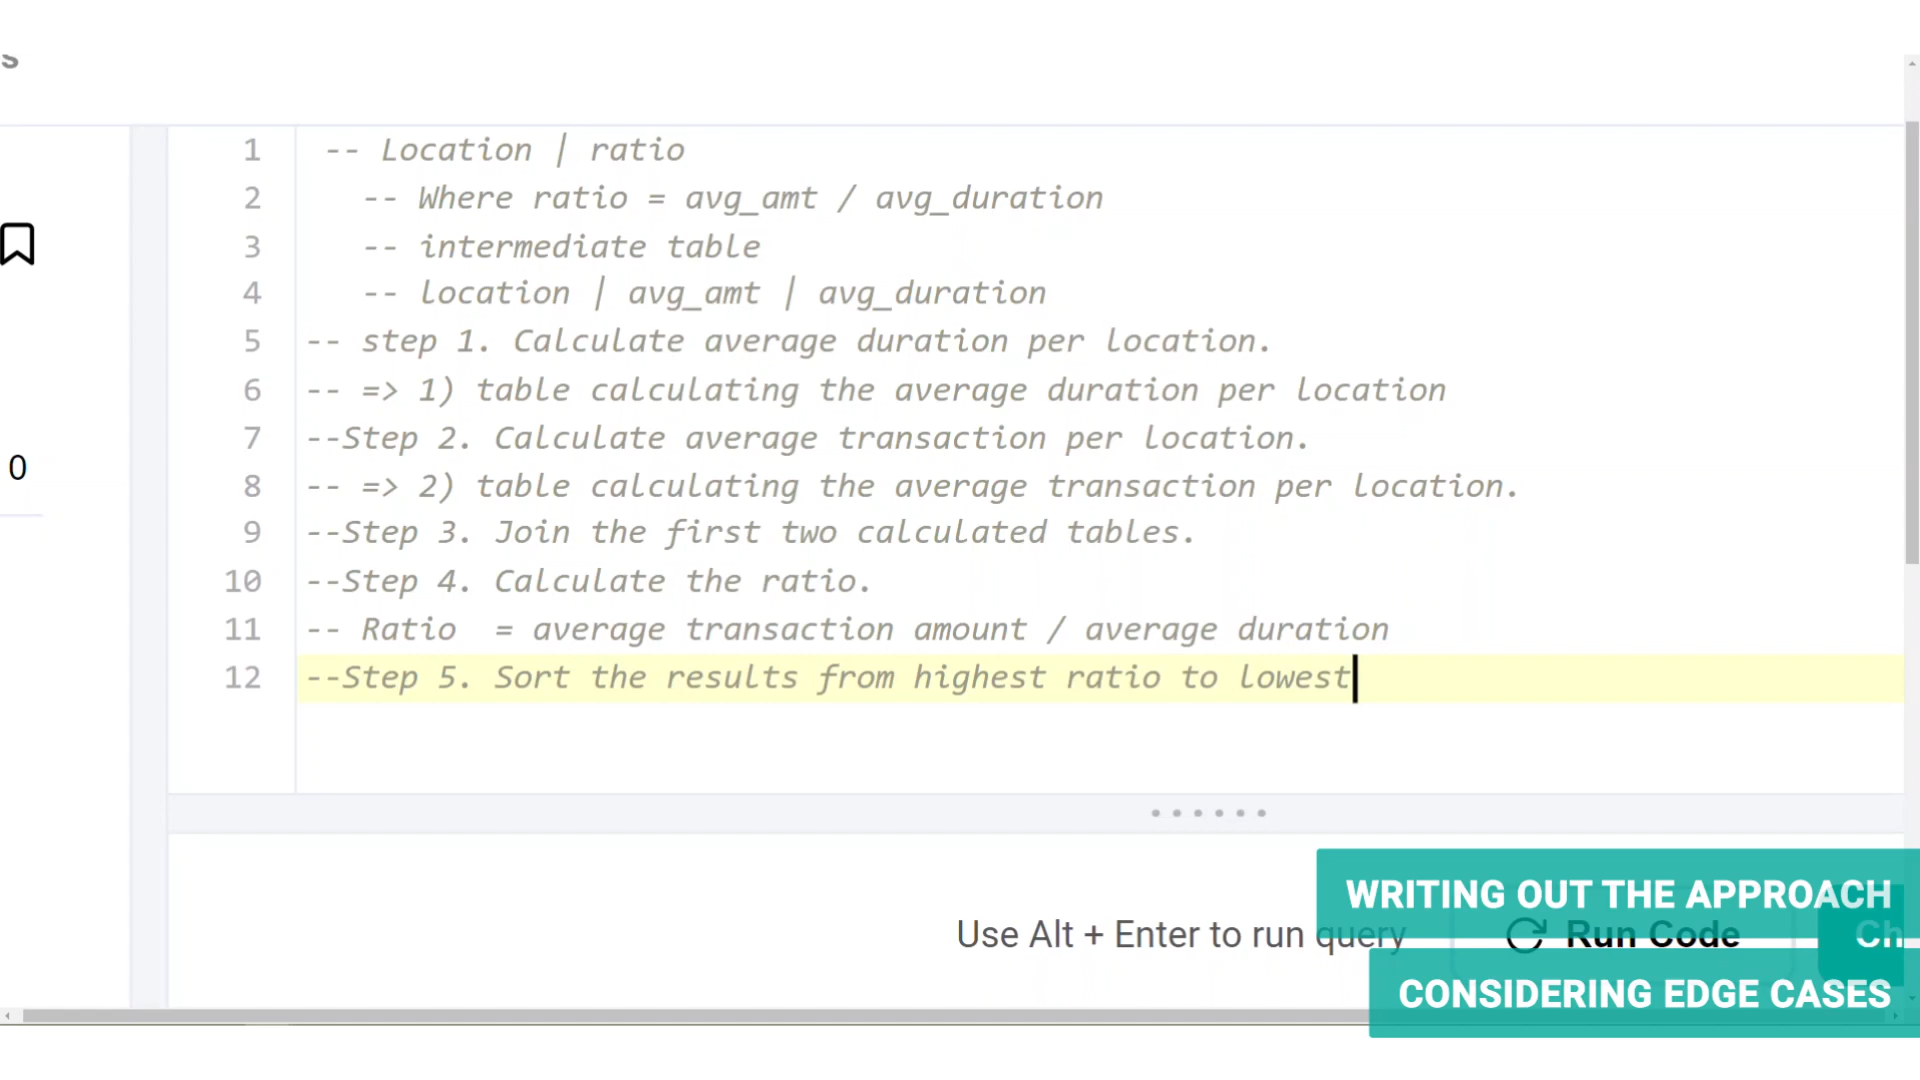 s
0
1 -- Location | ratio
2 -- Where ratio = avg_amt / avg_duration
3 -- intermediate table
4 -- location | avg_amt | avg_duration
5 -- step 1. Calculate average duration per location.
6 -- => 1) table calculating the average duration per location
7 --Step 2. Calculate average transaction per location.
8 -- => 2) table calculating the average transaction per location.
9 --Step 3. Join the first two calculated tables.
10 --Step 4. Calculate the ratio.
11 -- Ratio  = average transaction amount / average duration
12 --Step 5. Sort the results from highest ratio to lowest
WRITING OUT THE APPROACH
Use Alt + Enter to run query Run Code Ch
CONSIDERING EDGE CASES